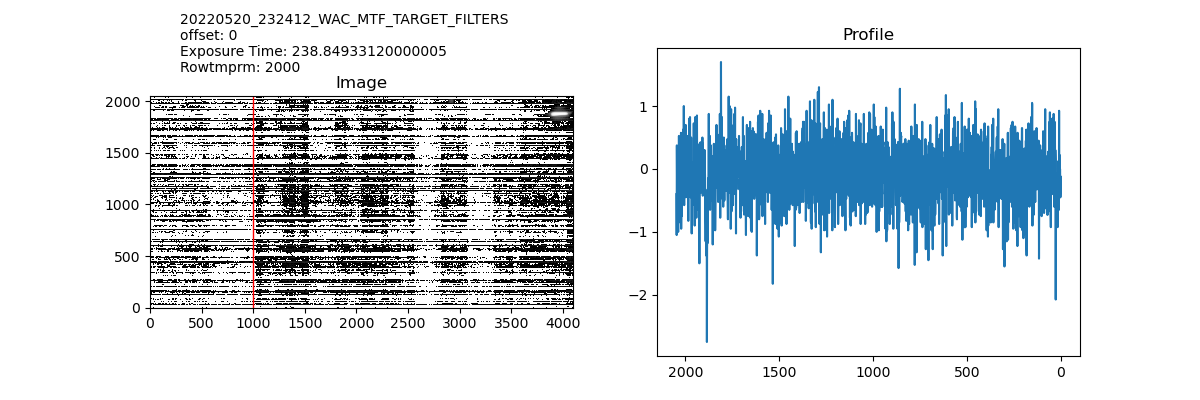 20220520_232412_WAC_MTF_TARGET_FILTERS
offset: 0
Exposure Time: 238.84933120000005
Rowtmprm: 2000
Image
2000
1500
1000
500
0
0 500 1000 1500 2000 2500 3000 3500 4000
Profile
1
0
−1
−2
2000 1500 1000 500 0